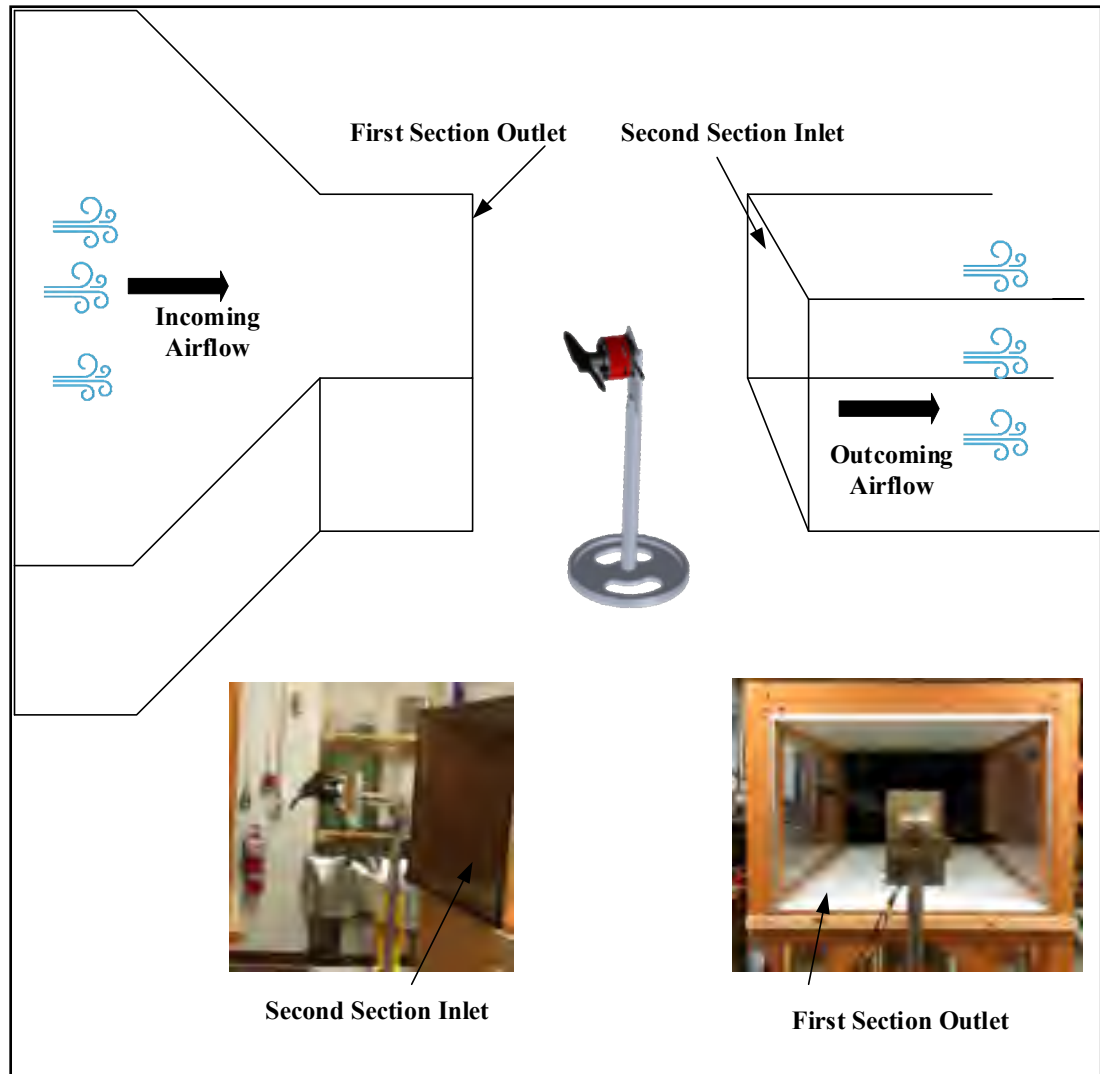 First Section Outlet
Second Section Inlet
Incoming
Airflow
Outcoming
Airflow
Second Section Inlet
First Section Outlet